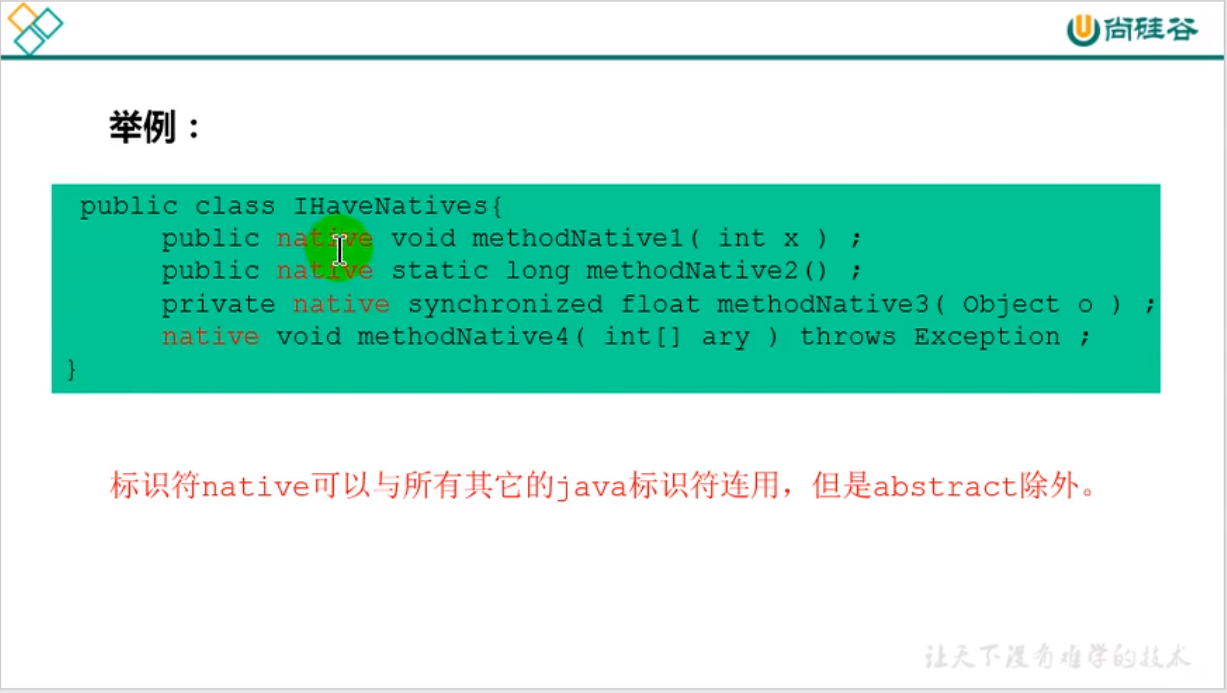 尚硅谷
举例：
public class IHaveNatives{
public native void methodNative1( int x ) ;
public native static long methodNative2() ;
private native synchronized float methodNative3( Object o ) ;
native void methodNative4( int[] ary ) throws Exception ;
}
标识符native可以与所有其它的java标识符连用，但是abstract除外。
让天下没有难学的技术